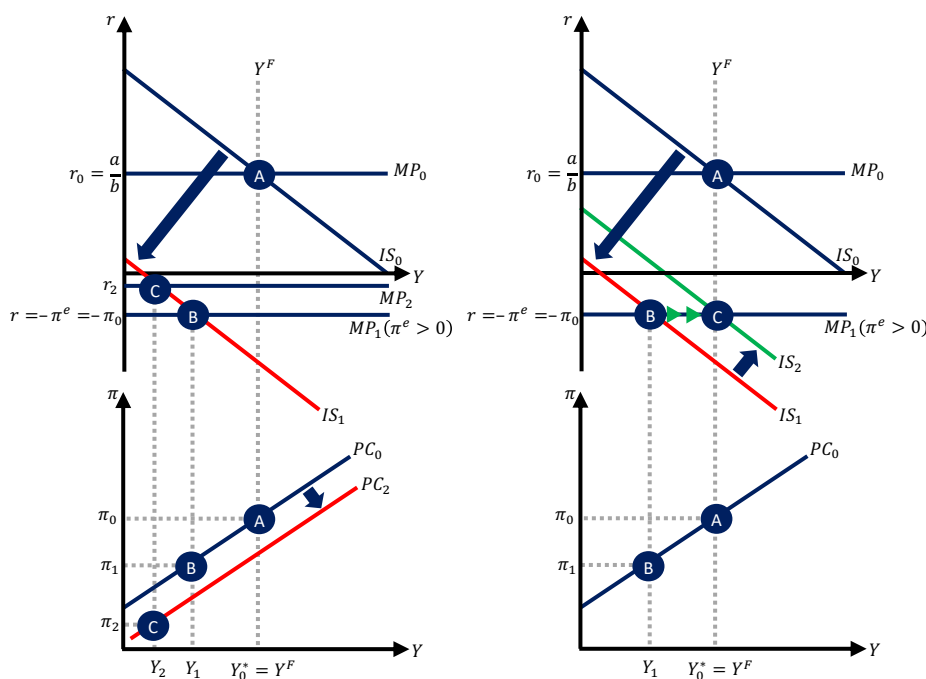 r
Y^F
r_0 = a/b
A
MP_0
IS_0
Y
r_2
C
MP_2
r = −π^e = −π_0
B
MP_1(π^e > 0)
IS_1
π
PC_0
PC_2
π_0
A
π_1
B
π_2
C
Y
Y_2
Y_1
Y_0^* = Y^F
r
Y^F
r_0 = a/b
A
MP_0
IS_0
Y
r = −π^e = −π_0
B
C
MP_1(π^e > 0)
IS_2
IS_1
π
PC_0
π_0
A
π_1
B
Y
Y_1
Y_0^* = Y^F